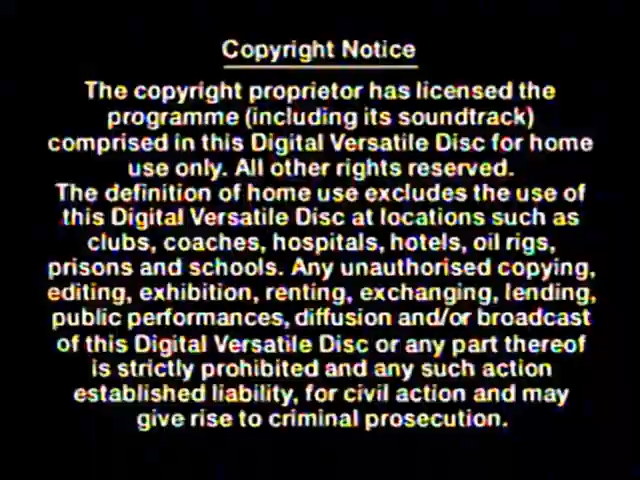 Copyright Notice
The copyright proprietor has licensed the
programme (including its soundtrack)
comprised in this Digital Versatile Disc for home
use only. All other rights reserved.
The definition of home use excludes the use of
this Digital Versatile Disc at locations such as
clubs, coaches, hospitals, hotels, oil rigs,
prisons and schools. Any unauthorised copying,
editing, exhibition, renting, exchanging, lending,
public performances, diffusion and/or broadcast
of this Digital Versatile Disc or any part thereof
is strictly prohibited and any such action
established liability, for civil action and may
give rise to criminal prosecution.